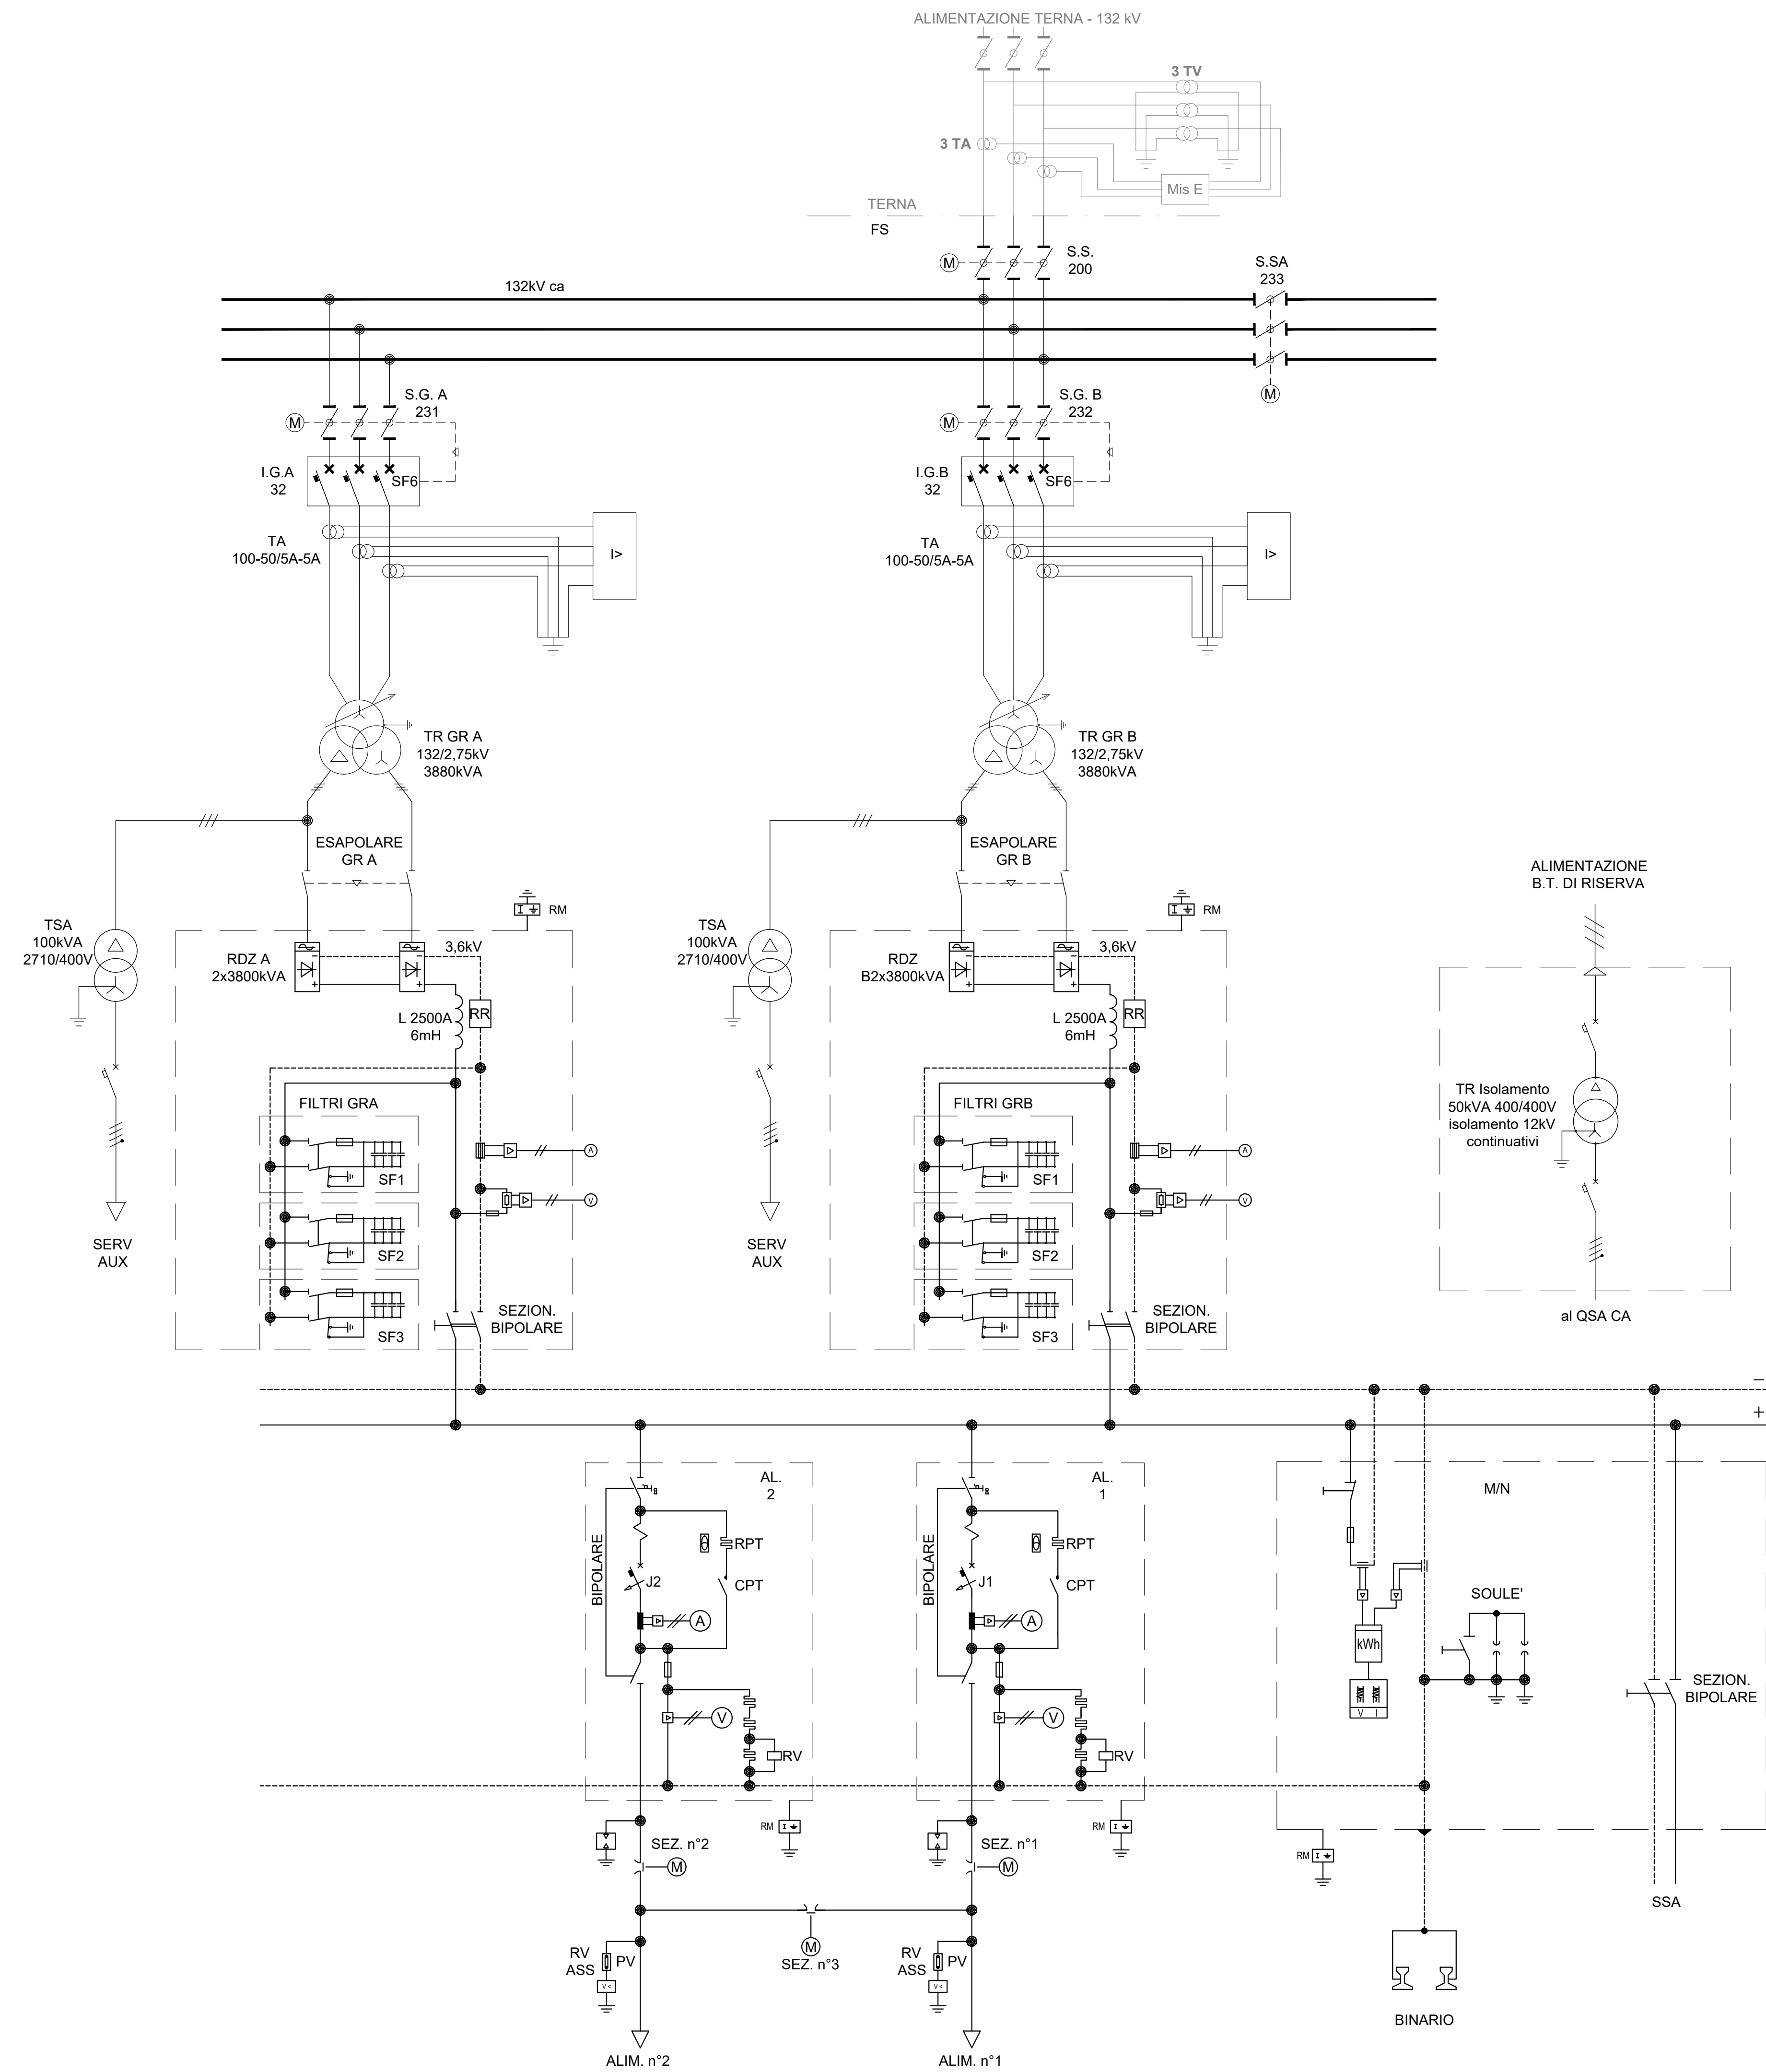 ALIMENTAZIONE TERNA - 132 kV
3 TV
3 TA
Mis E
TERNA
FS
M
S.S.
200
S.SA
233
132kV ca
M
S.G. A
231
M
S.G. B
232
M
I.G.A
32
SF6
I.G.B
32
SF6
TA
100-50/5A-5A
I>
TA
100-50/5A-5A
I>
TR GR A
132/2,75kV
3880kVA
TR GR B
132/2,75kV
3880kVA
ESAPOLARE
GR A
ESAPOLARE
GR B
ALIMENTAZIONE
B.T. DI RISERVA
RM
RM
TSA
100kVA
2710/400V
RDZ A
2x3800kVA
3,6kV
TSA
100kVA
2710/400V
RDZ
B2x3800kVA
3,6kV
L 2500A
6mH
RR
L 2500A
6mH
RR
TR Isolamento
50kVA 400/400V
isolamento 12kV
continuativi
FILTRI GRA
FILTRI GRB
A
A
SF1
SF1
V
V
SERV
AUX
SF2
SERV
AUX
SF2
SEZION.
BIPOLARE
SEZION.
BIPOLARE
al QSA CA
SF3
SF3
−
+
AL.
2
AL.
1
M/N
BIPOLARE
RPT
BIPOLARE
RPT
J2
CPT
J1
CPT
SOULE'
A
A
kWh
V I
SEZION.
BIPOLARE
V
V
RV
RV
RM
RM
SEZ. n°2
M
SEZ. n°1
M
RM
SSA
M
SEZ. n°3
RV
ASS
PV
V<
RV
ASS
PV
V<
BINARIO
ALIM. n°2
ALIM. n°1